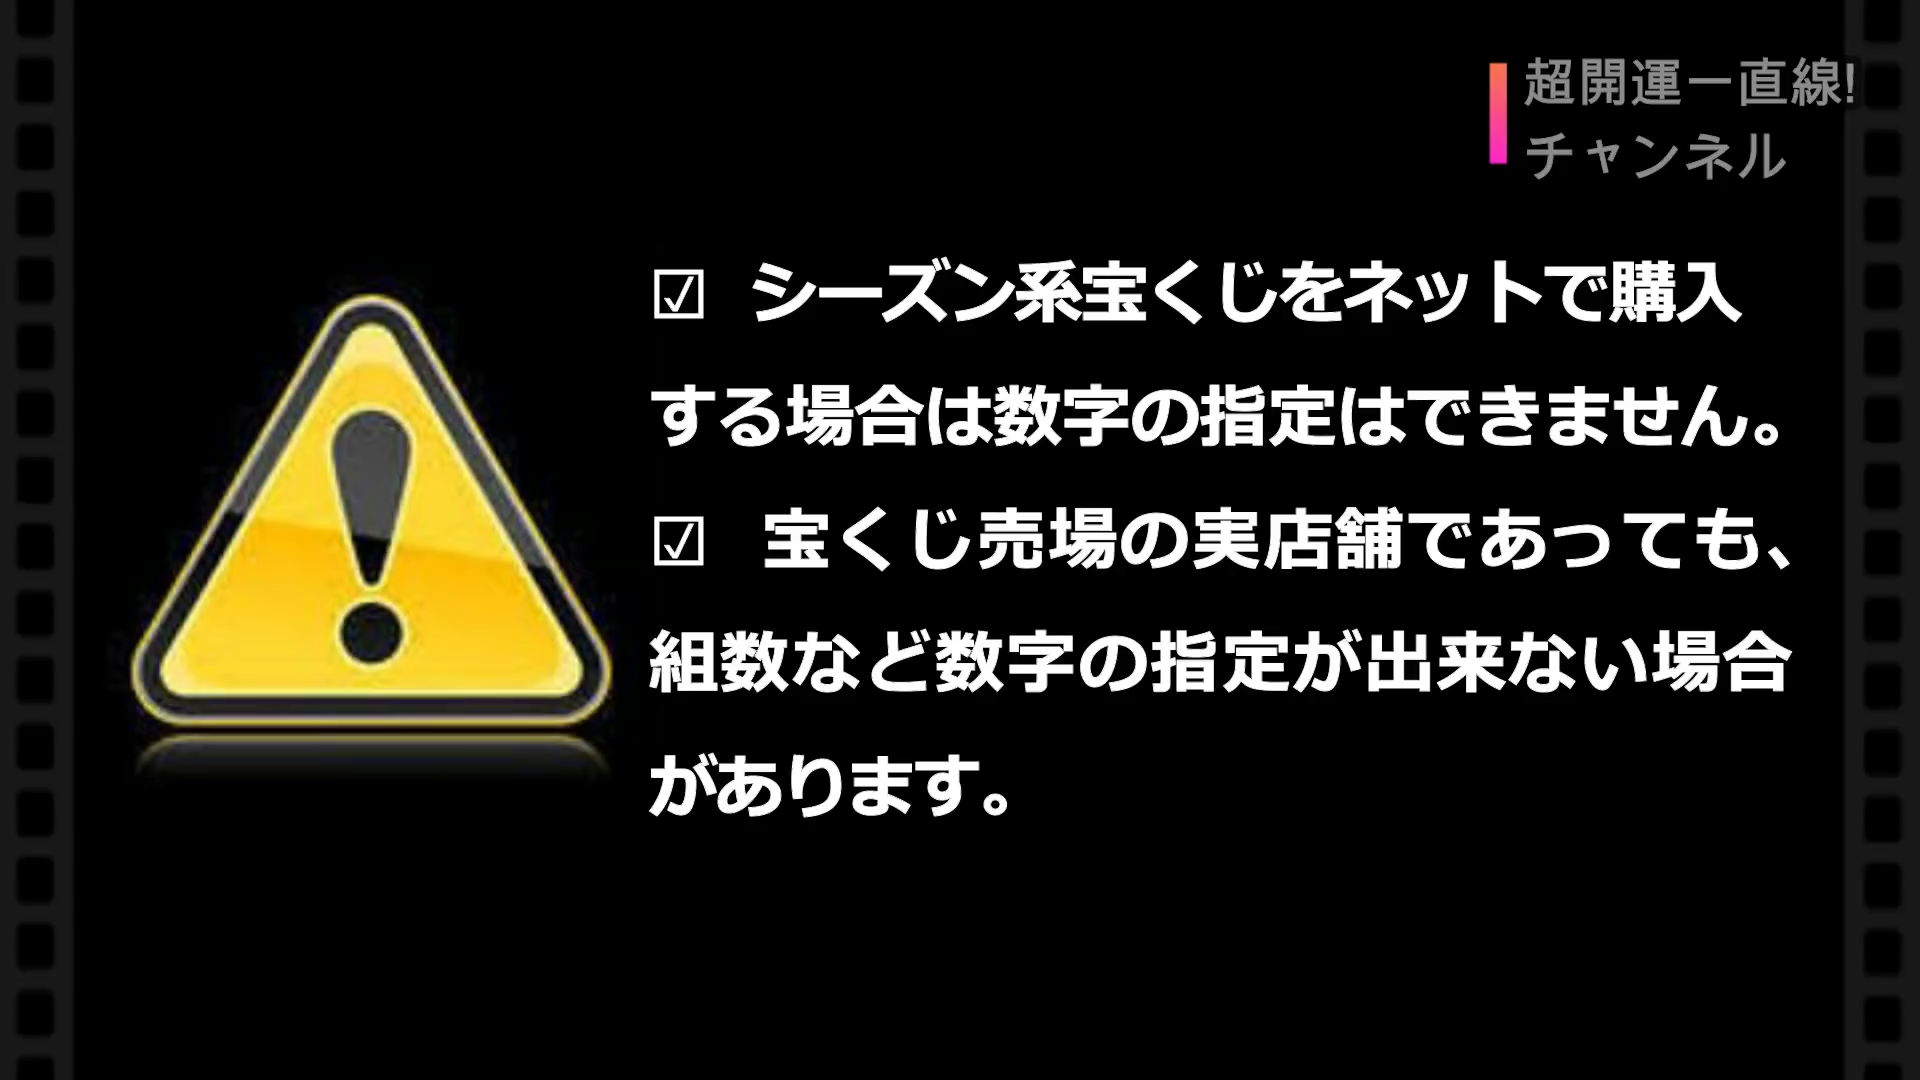 超開運一直線!
チャンネル
☑ シーズン系宝くじをネットで購入
する場合は数字の指定はできません。
☑ 宝くじ売場の実店舗であっても、
組数など数字の指定が出来ない場合
があります。